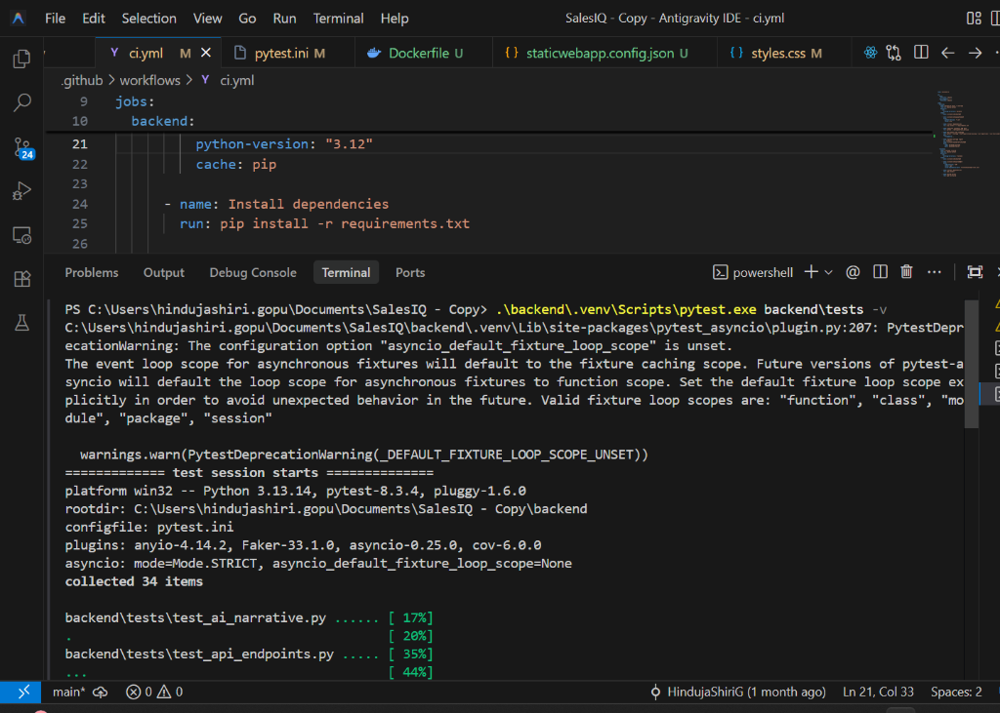 File Edit Selection View Go Run Terminal Help SalesIQ - Copy - Antigravity IDE - ci.yml
ci.yml M pytest.ini M Dockerfile U {} staticwebapp.config.json U {} styles.css M
.github > workflows > ci.yml
9 jobs:
10 backend:
21 python-version: "3.12"
22 cache: pip
23
24 - name: Install dependencies
25 run: pip install -r requirements.txt
26
24
Problems Output Debug Console Terminal Ports powershell
PS C:\Users\hindujashiri.gopu\Documents\SalesIQ - Copy> .\backend\.venv\Scripts\pytest.exe backend\tests -v
C:\Users\hindujashiri.gopu\Documents\SalesIQ\backend\.venv\Lib\site-packages\pytest_asyncio\plugin.py:207: PytestDepr
ecationWarning: The configuration option "asyncio_default_fixture_loop_scope" is unset.
The event loop scope for asynchronous fixtures will default to the fixture caching scope. Future versions of pytest-a
syncio will default the loop scope for asynchronous fixtures to function scope. Set the default fixture loop scope ex
plicitly in order to avoid unexpected behavior in the future. Valid fixture loop scopes are: "function", "class", "mo
dule", "package", "session"
warnings.warn(PytestDeprecationWarning(_DEFAULT_FIXTURE_LOOP_SCOPE_UNSET))
============= test session starts ==============
platform win32 -- Python 3.13.14, pytest-8.3.4, pluggy-1.6.0
rootdir: C:\Users\hindujashiri.gopu\Documents\SalesIQ - Copy\backend
configfile: pytest.ini
plugins: anyio-4.14.2, Faker-33.1.0, asyncio-0.25.0, cov-6.0.0
asyncio: mode=Mode.STRICT, asyncio_default_fixture_loop_scope=None
collected 34 items
backend\tests\test_ai_narrative.py ...... [ 17%]
. [ 20%]
backend\tests\test_api_endpoints.py ..... [ 35%]
... [ 44%]
main* 0 0 HindujaShiriG (1 month ago) Ln 21, Col 33 Spaces: 2